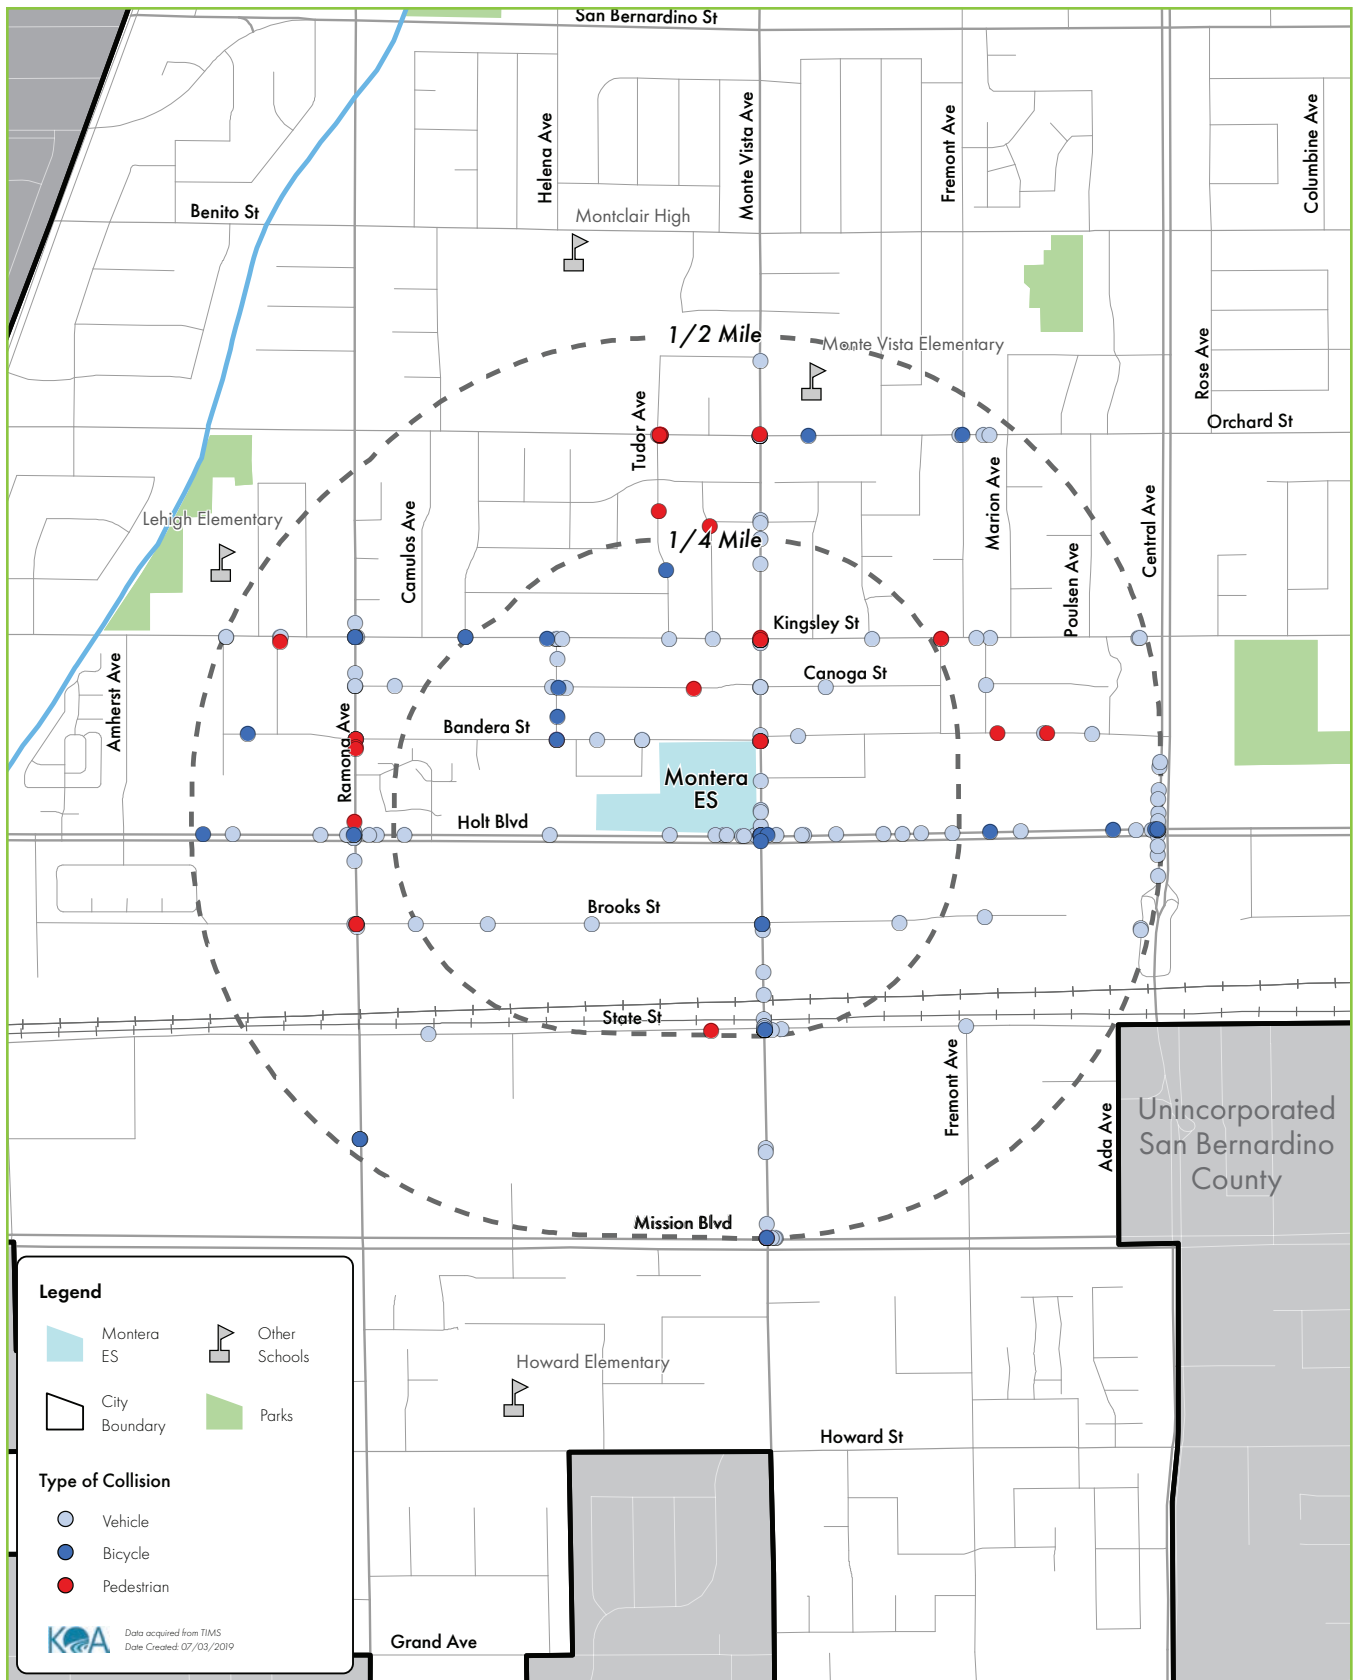 San Bernardino St
Helena Ave
Monte Vista Ave
Fremont Ave
Columbine Ave
Benito St
Montclair High
1/2 Mile
Monte Vista Elementary
Rose Ave
Tudor Ave
Orchard St
Marion Ave
Central Ave
Lehigh Elementary
Camulos Ave
1/4 Mile
Poulsen Ave
Kingsley St
Amherst Ave
Canoga St
Ramona Ave
Bandera St
Montera
ES
Holt Blvd
Brooks St
State St
Fremont Ave
Ada Ave
Unincorporated
San Bernardino
County
Mission Blvd
Legend
Montera
ES
Other
Schools
City
Boundary
Parks
Howard Elementary
Howard St
Type of Collision
Vehicle
Bicycle
Pedestrian
KOA
Data acquired from TIMS
Date Created: 07/03/2019
Grand Ave